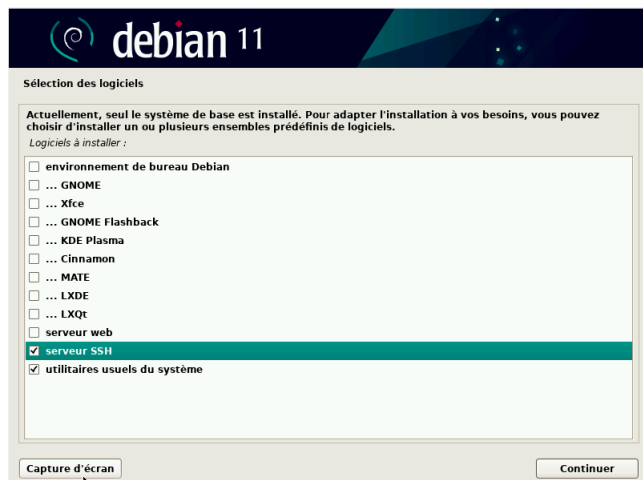 debian 11
Sélection des logiciels
Actuellement, seul le système de base est installé. Pour adapter l'installation à vos besoins, vous pouvez
choisir d'installer un ou plusieurs ensembles prédéfinis de logiciels.
Logiciels à installer :
environnement de bureau Debian
... GNOME
... Xfce
... GNOME Flashback
... KDE Plasma
... Cinnamon
... MATE
... LXDE
... LXQt
serveur web
serveur SSH
utilitaires usuels du système
Capture d'écran
Continuer